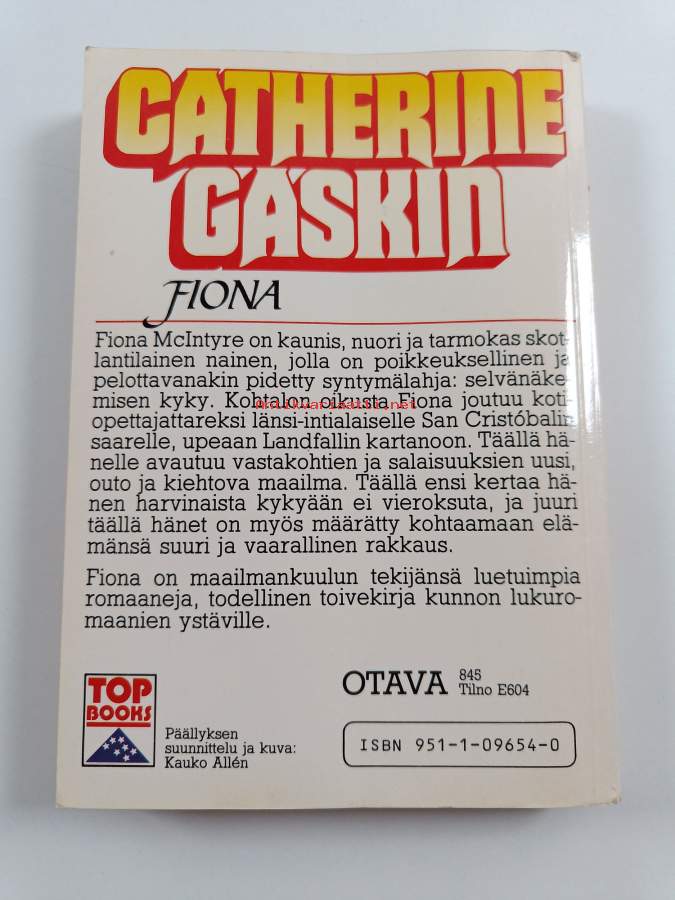 CATHERINE
GASKIN
FIONA
Fiona McIntyre on kaunis, nuori ja tarmokas skot-
lantilainen nainen, jolla on poikkeuksellinen ja
pelottavanakin pidetty syntymälahja: selvänäke-
misen kyky. Kohtalon oikusta Fiona joutuu koti-
Antikvariaatti.net
opettajattareksi länsi-intialaiselle San Cristóbalin
saarelle, upeaan Landfallin kartanoon. Täällä hä-
nelle avautuu vastakohtien ja salaisuuksien uusi,
outo ja kiehtova maailma. Täällä ensi kertaa hä-
nen harvinaista kykyään ei vieroksuta, ja juuri
täällä hänet on myös määrätty kohtaamaan elä-
mänsä suuri ja vaarallinen rakkaus.
Fiona on maailmankuulun tekijänsä luetuimpia
romaaneja, todellinen toivekirja kunnon lukuro-
maanien ystäville.
TOP
BOOKS
Päällyksen
suunnittelu ja kuva:
Kauko Allén
OTAVA
845
Tilno E604
ISBN 951-1-09654-0